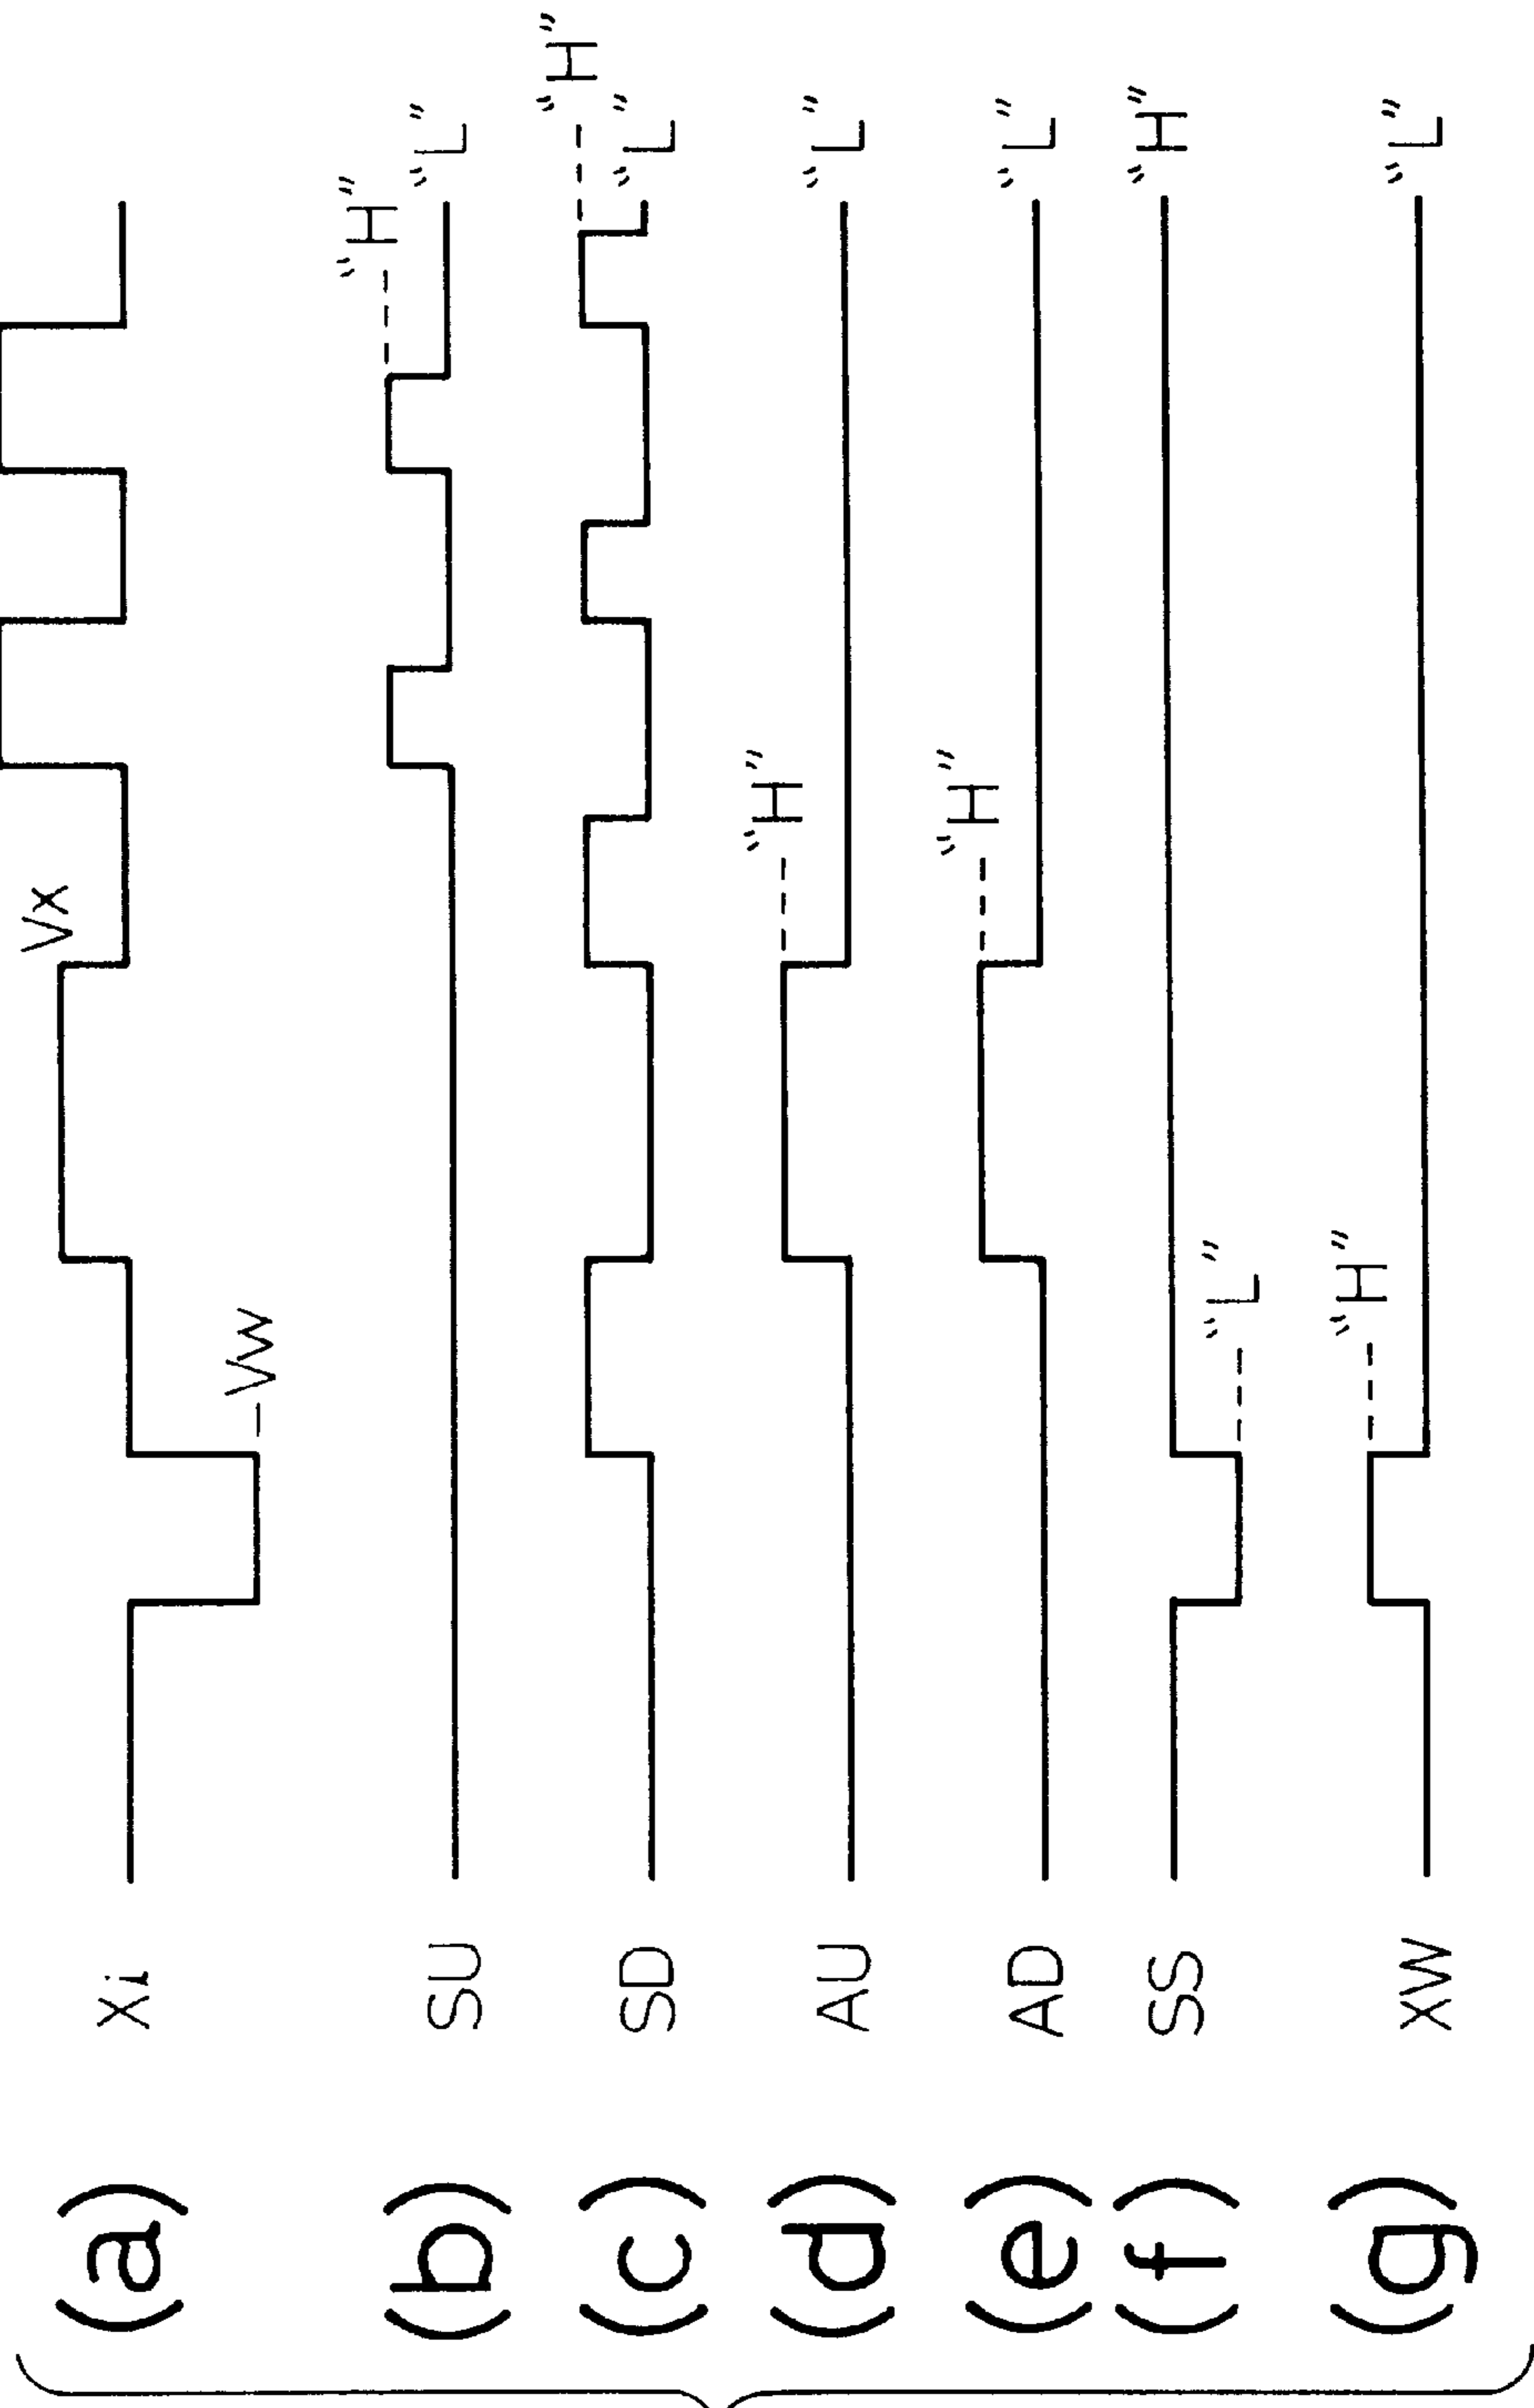 (a) Xi Vw Vx
(b) SU "H" "L"
(c) SD "H" "L"
(d) AU "H" "L"
(e) AD "H" "L"
(f) SS "L" "H"
(g) XW "H" "L"